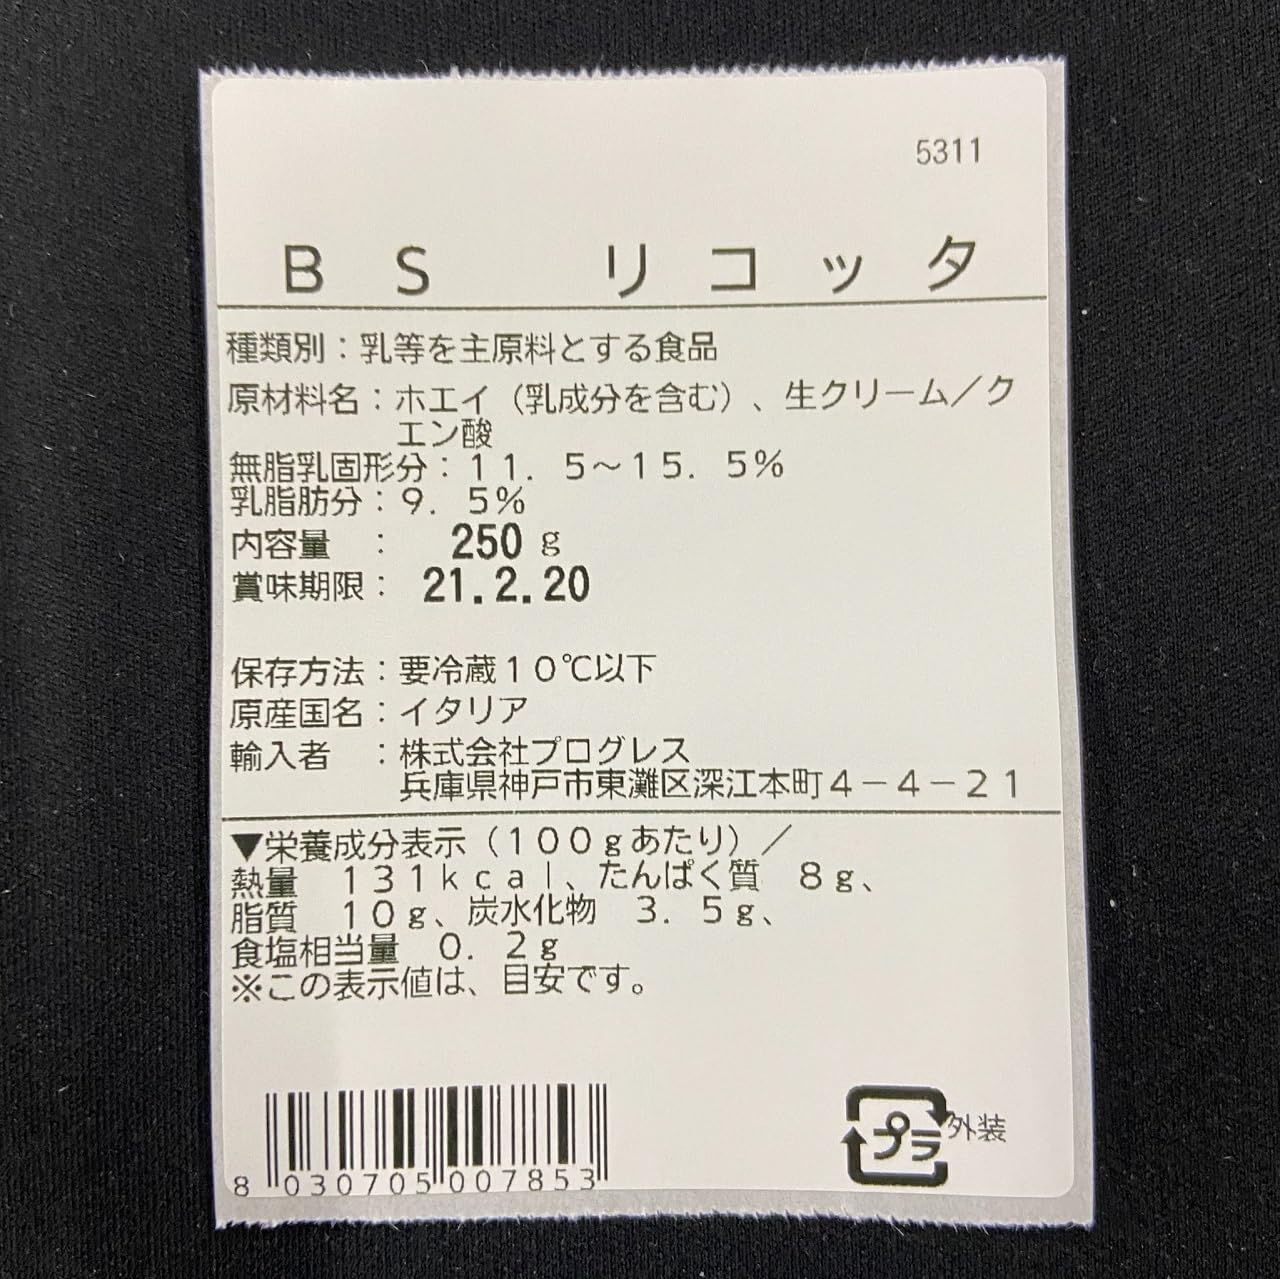 5311
BS　リコッタ
種類別：乳等を主原料とする食品
原材料名：ホエイ（乳成分を含む）、生クリーム／ク
エン酸
無脂乳固形分：１１．５～１５．５％
乳脂肪分：９．５％
内容量　：　250ｇ
賞味期限：　21.2.20
保存方法：要冷蔵１０℃以下
原産国名：イタリア
輸入者　：株式会社プログレス
兵庫県神戸市東灘区深江本町４－４－２１
▼栄養成分表示（１００ｇあたり）／
熱量　１３１ｋｃａｌ、たんぱく質　８ｇ、
脂質　１０ｇ、炭水化物　３．５ｇ、
食塩相当量　０．２ｇ
※この表示値は、目安です。
プラ 外装
8 030705 007853